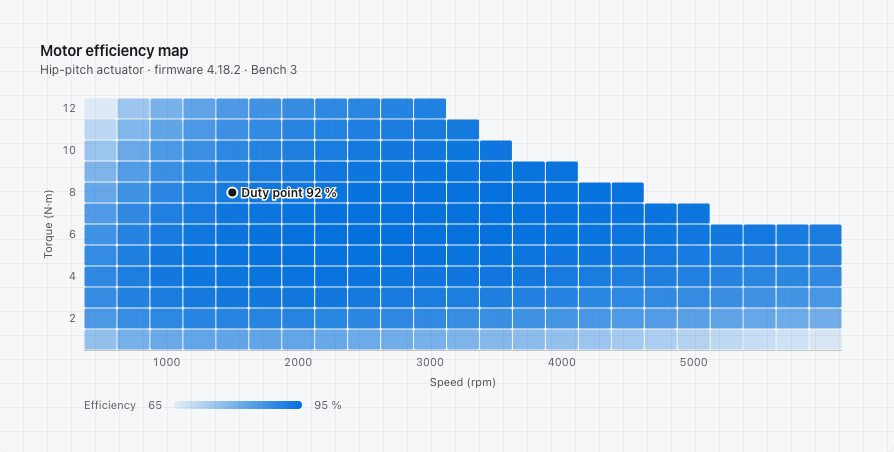 Motor efficiency map
Hip-pitch actuator · firmware 4.18.2 · Bench 3
12
10
8
6
4
2
Torque (N·m)
Duty point 92 %
1000 2000 3000 4000 5000
Speed (rpm)
Efficiency 65 95 %